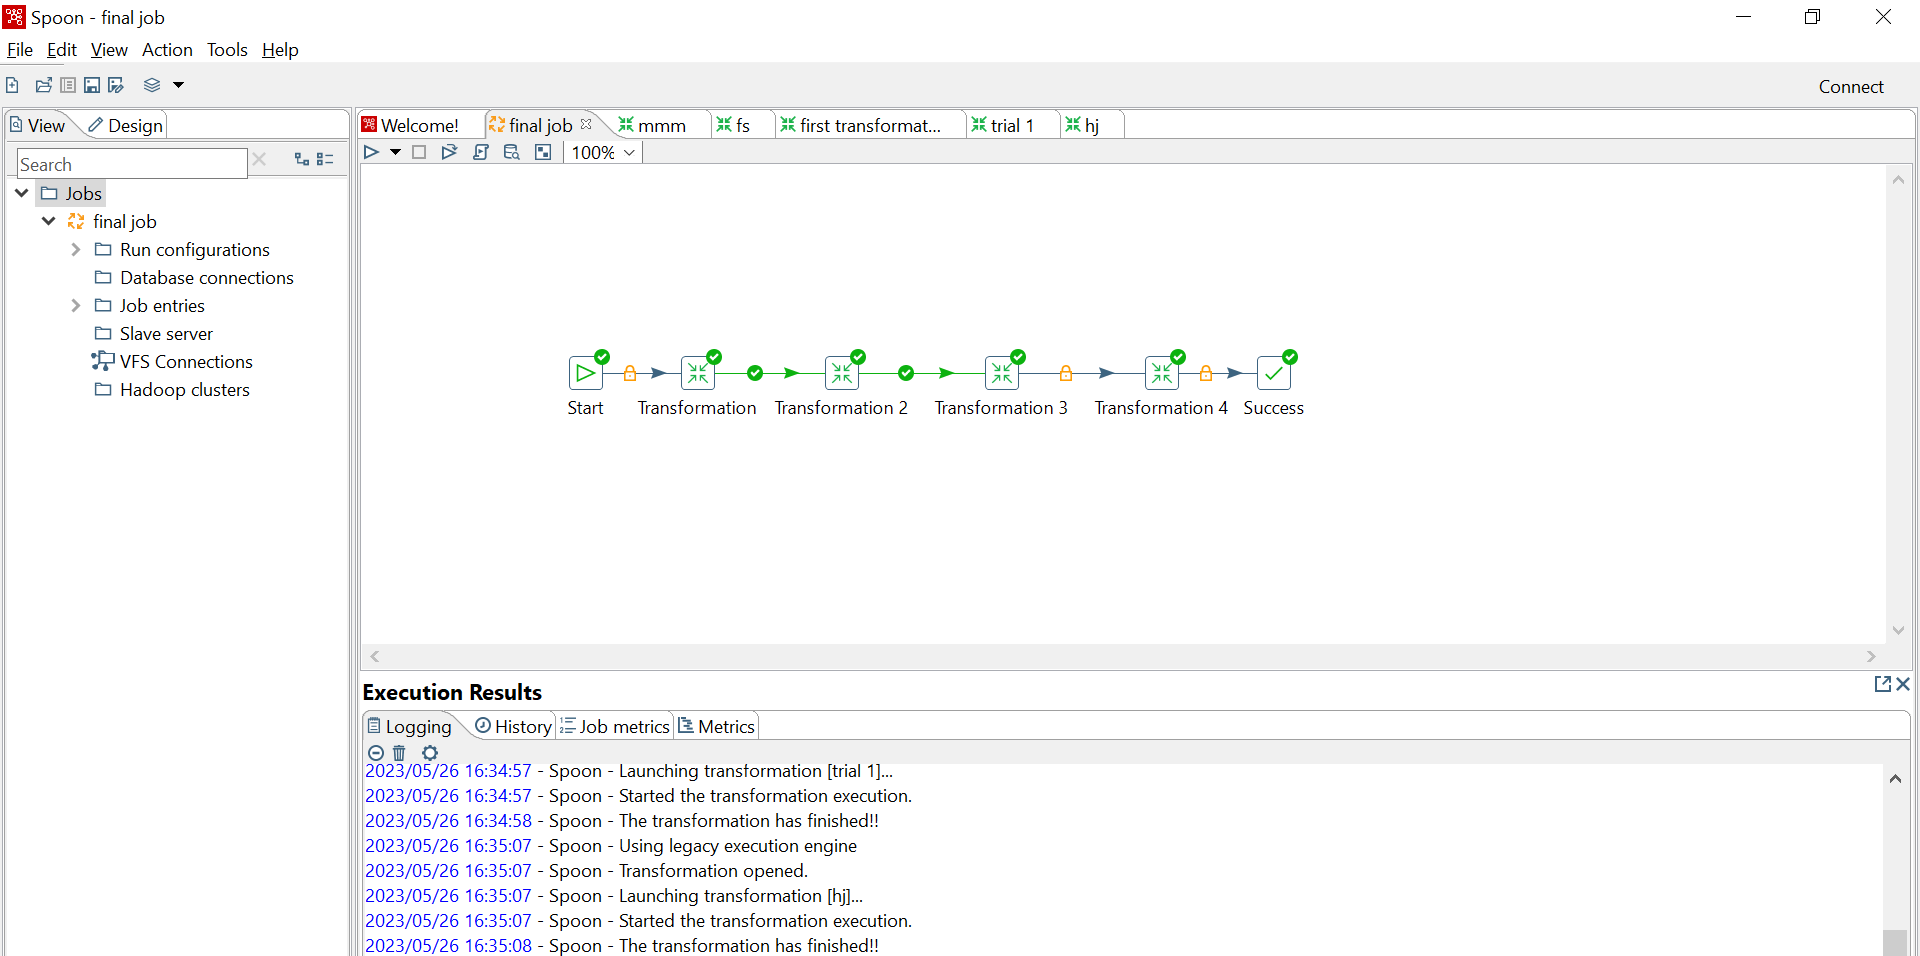 Spoon - final job
File Edit View Action Tools Help
Connect
View Design
Welcome! final job mmm fs first transformat... trial 1 hj
100%
Search
Jobs
final job
Run configurations
Database connections
Job entries
Slave server
VFS Connections
Hadoop clusters
Start Transformation Transformation 2 Transformation 3 Transformation 4 Success
Execution Results
Logging History Job metrics Metrics
2023/05/26 16:34:57 - Spoon - Launching transformation [trial 1]...
2023/05/26 16:34:57 - Spoon - Started the transformation execution.
2023/05/26 16:34:58 - Spoon - The transformation has finished!!
2023/05/26 16:35:07 - Spoon - Using legacy execution engine
2023/05/26 16:35:07 - Spoon - Transformation opened.
2023/05/26 16:35:07 - Spoon - Launching transformation [hj]...
2023/05/26 16:35:07 - Spoon - Started the transformation execution.
2023/05/26 16:35:08 - Spoon - The transformation has finished!!